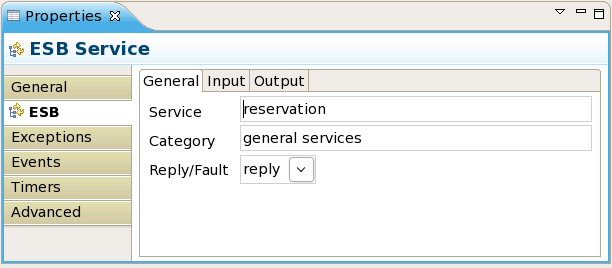 Properties
ESB Service
General
ESB
Exceptions
Events
Timers
Advanced
General Input Output
Service reservation
Category general services
Reply/Fault reply